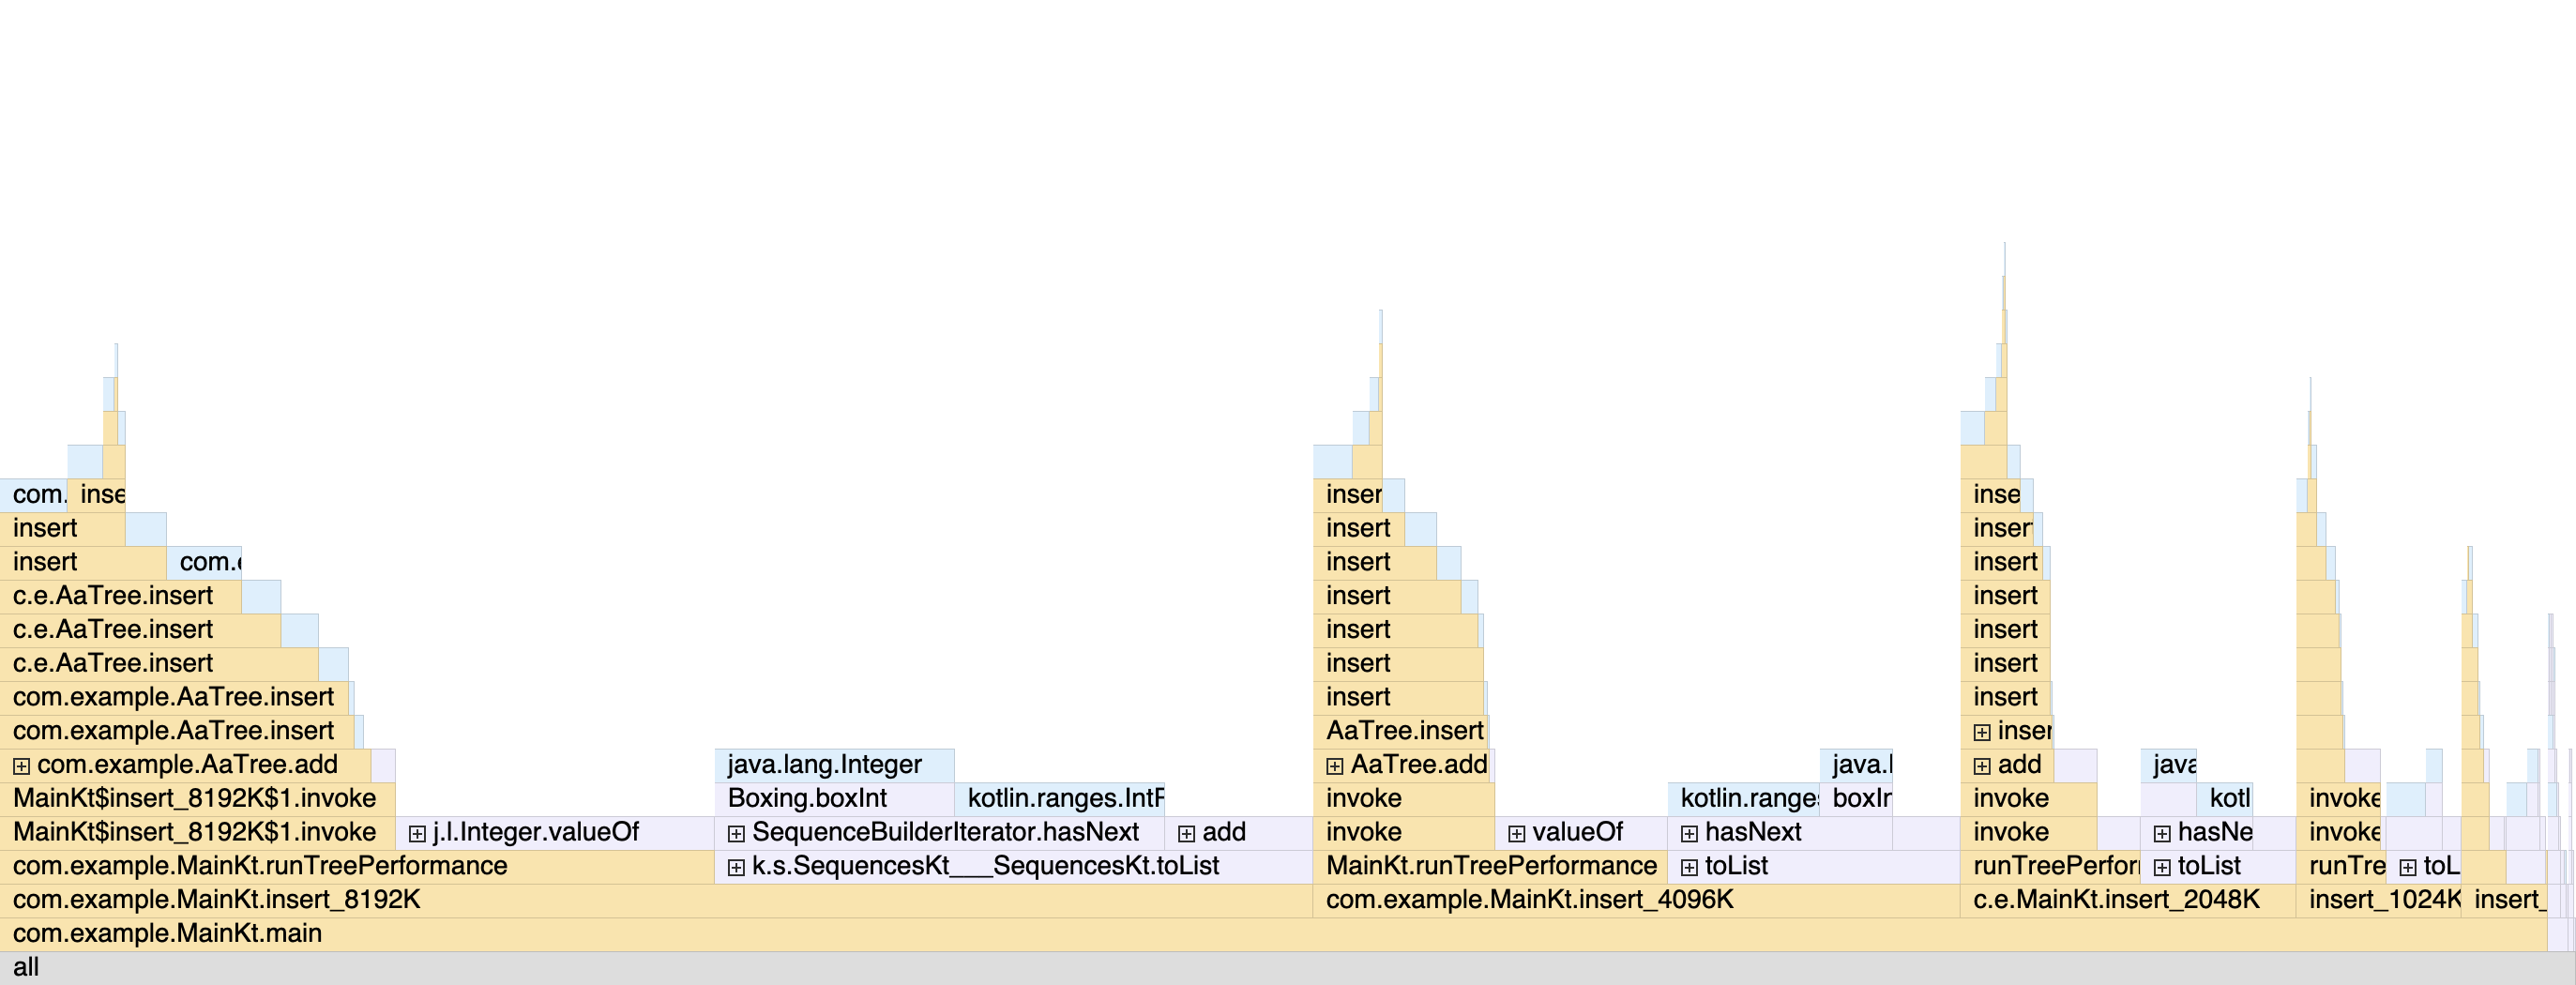 com. inse inser inse
insert insert inser
insert com.e insert insert
c.e.AaTree.insert insert insert
c.e.AaTree.insert insert insert
c.e.AaTree.insert insert insert
com.example.AaTree.insert insert insert
com.example.AaTree.insert AaTree.insert inser
com.example.AaTree.add java.lang.Integer AaTree.add java.l add java
MainKt$insert_8192K$1.invoke Boxing.boxInt kotlin.ranges.IntF invoke kotlin.ranges boxIn invoke kotl invoke
MainKt$insert_8192K$1.invoke j.l.Integer.valueOf SequenceBuilderIterator.hasNext add invoke valueOf hasNext invoke hasNe invoke
com.example.MainKt.runTreePerformance k.s.SequencesKt___SequencesKt.toList MainKt.runTreePerformance toList runTreePerforn toList runTre toL
com.example.MainKt.insert_8192K com.example.MainKt.insert_4096K c.e.MainKt.insert_2048K insert_1024K insert_
com.example.MainKt.main
all